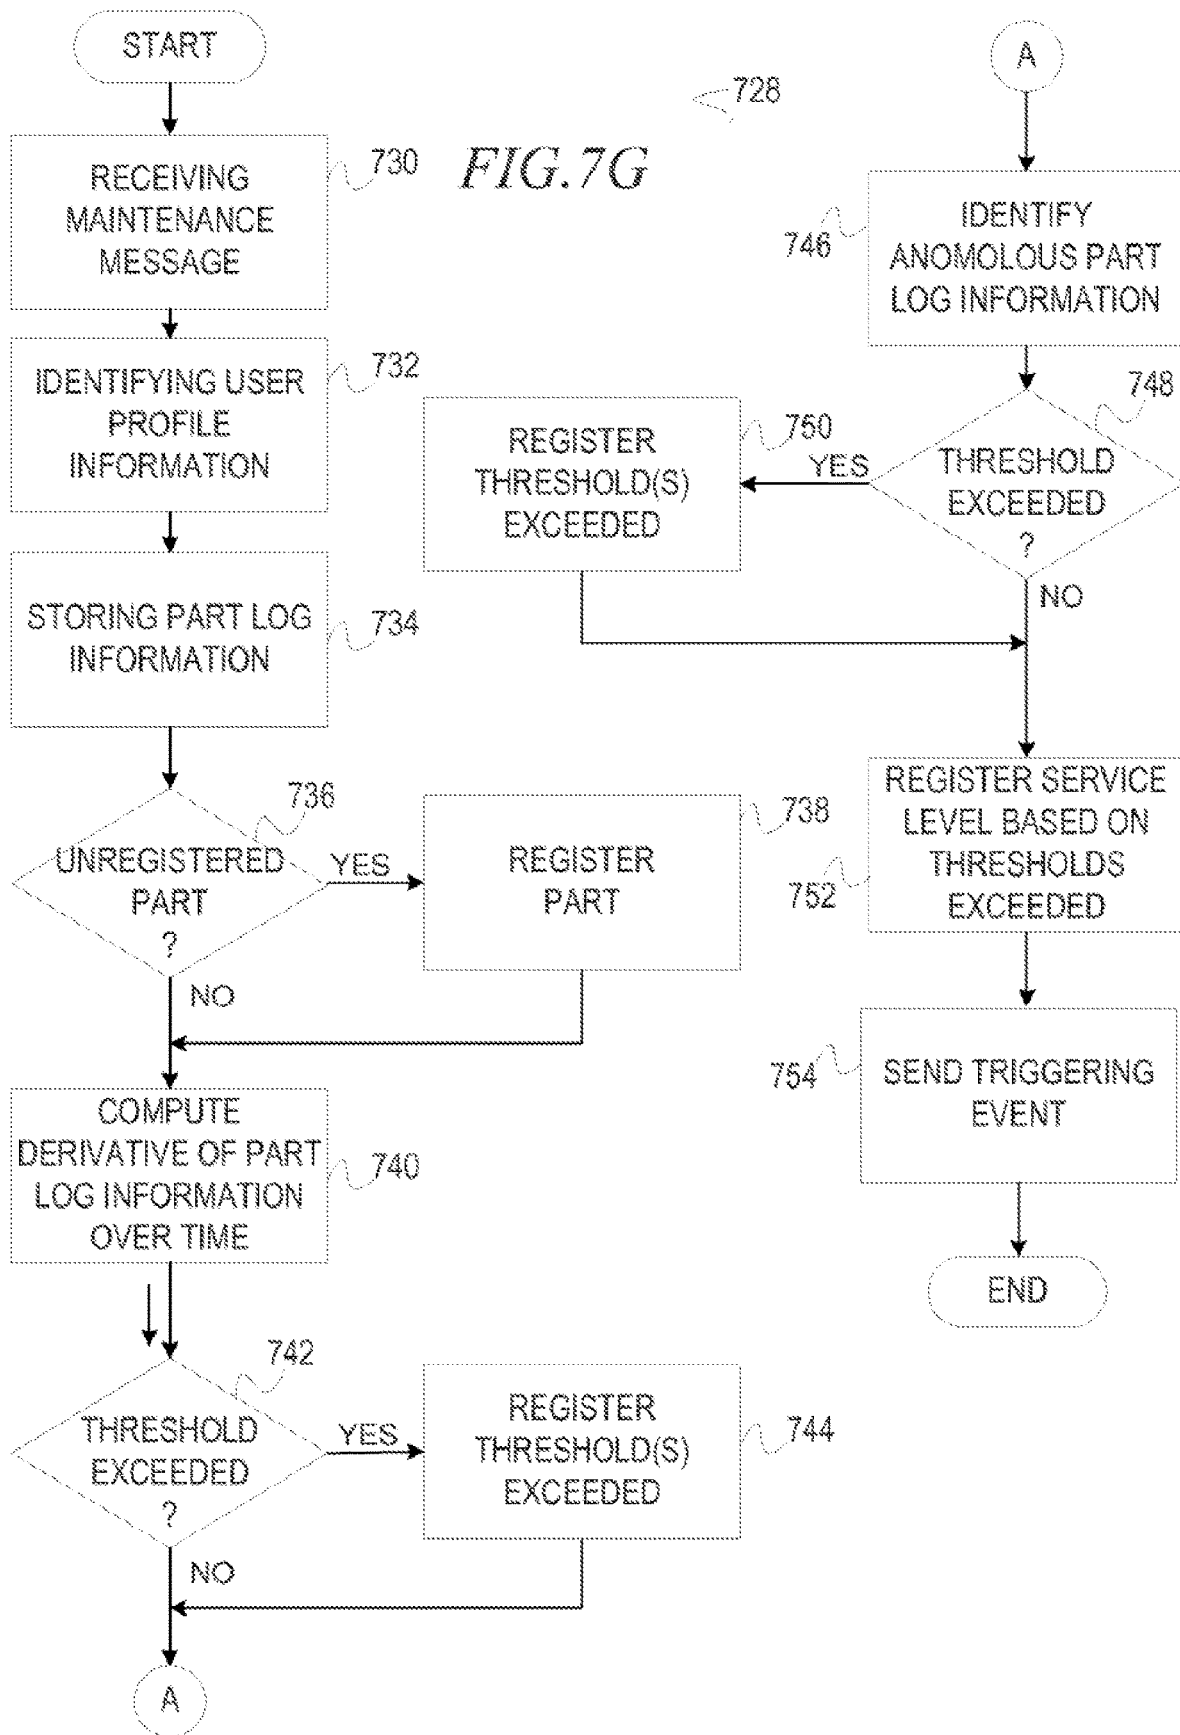 START
RECEIVING
MAINTENANCE
MESSAGE
730
FIG.7G
728
IDENTIFYING USER
PROFILE
INFORMATION
732
STORING PART LOG
INFORMATION
734
UNREGISTERED
PART
?
736
YES
NO
REGISTER
PART
738
COMPUTE
DERIVATIVE OF PART
LOG INFORMATION
OVER TIME
740
THRESHOLD
EXCEEDED
?
742
YES
NO
REGISTER
THRESHOLD(S)
EXCEEDED
744
A
A
IDENTIFY
ANOMOLOUS PART
LOG INFORMATION
746
THRESHOLD
EXCEEDED
?
748
YES
NO
REGISTER
THRESHOLD(S)
EXCEEDED
750
REGISTER SERVICE
LEVEL BASED ON
THRESHOLDS
EXCEEDED
752
SEND TRIGGERING
EVENT
754
END